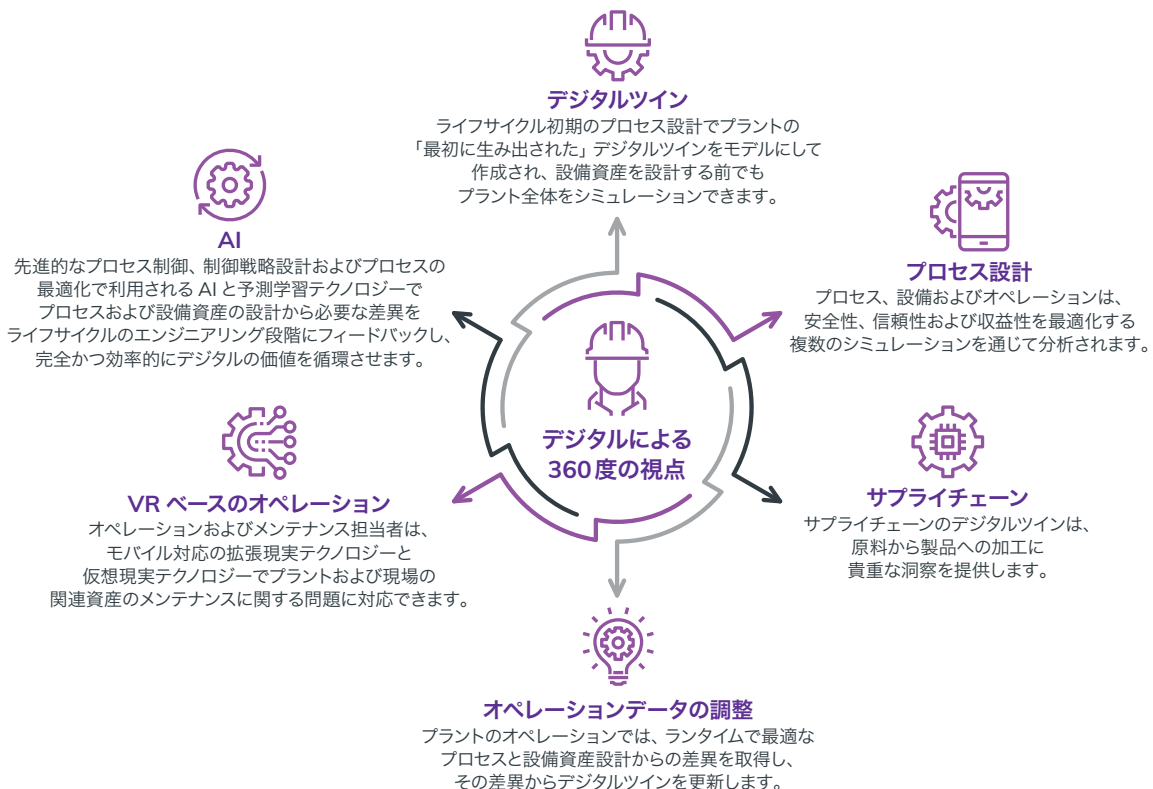 デジタルツイン
ライフサイクル初期のプロセス設計でプラントの
「最初に生み出された」デジタルツインをモデルにして
作成され、設備資産を設計する前でも
プラント全体をシミュレーションできます。
プロセス設計
プロセス、設備およびオペレーションは、
安全性、信頼性および収益性を最適化する
複数のシミュレーションを通じて分析されます。
サプライチェーン
サプライチェーンのデジタルツインは、
原料から製品への加工に
貴重な洞察を提供します。
オペレーションデータの調整
プラントのオペレーションでは、ランタイムで最適な
プロセスと設備資産設計からの差異を取得し、
その差異からデジタルツインを更新します。
VR ベースのオペレーション
オペレーションおよびメンテナンス担当者は、
モバイル対応の拡張現実テクノロジーと
仮想現実テクノロジーでプラントおよび現場の
関連資産のメンテナンスに関する問題に対応できます。
AI
先進的なプロセス制御、制御戦略設計およびプロセスの
最適化で利用される AI と予測学習テクノロジーで
プロセスおよび設備資産の設計から必要な差異を
ライフサイクルのエンジニアリング段階にフィードバックし、
完全かつ効率的にデジタルの価値を循環させます。
デジタルによる
360度の視点